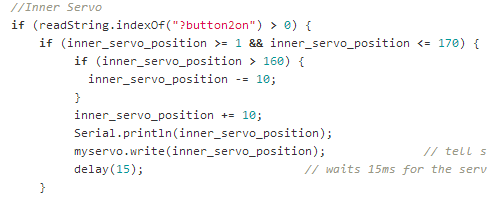 //Inner Servo
if (readString.indexOf("?button2on") > 0) {
    if (inner_servo_position >= 1 && inner_servo_position <= 170) {
        if (inner_servo_position > 160) {
          inner_servo_position -= 10;
        }
        inner_servo_position += 10;
        Serial.println(inner_servo_position);
        myservo.write(inner_servo_position);              // tell s
        delay(15);                       // waits 15ms for the serv
    }